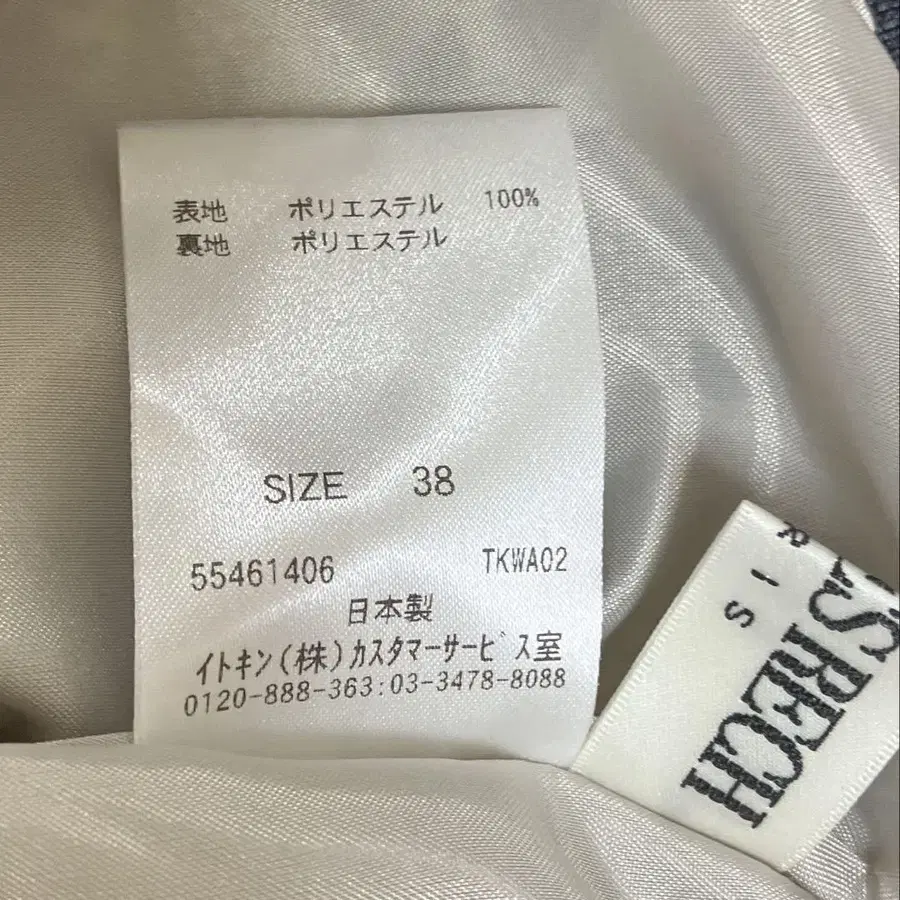 表地 ポリエステル 100%
裏地 ポリエステル
SIZE 38
55461406 TKWA02
日本製
イトキン(株)カスタマーサービス室
0120-888-363:03-3478-8088
SRECH
R I S